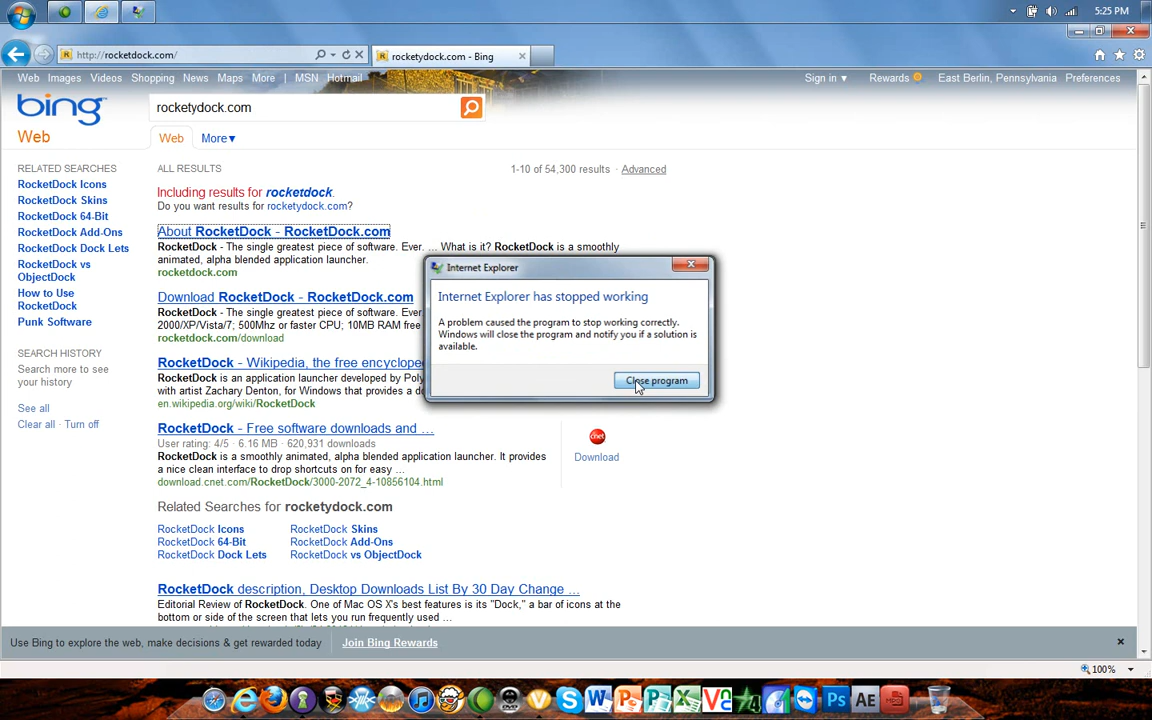 5:25 PM
http://rocketdock.com/
rocketydock.com - Bing
Web Images Videos Shopping News Maps More | MSN Hotmail
Sign in ▾ Rewards East Berlin, Pennsylvania Preferences
bing
Web
rocketydock.com
Web More▾
RELATED SEARCHES
RocketDock Icons
RocketDock Skins
RocketDock 64-Bit
RocketDock Add-Ons
RocketDock Dock Lets
RocketDock vs
ObjectDock
How to Use
RocketDock
Punk Software
SEARCH HISTORY
Search more to see
your history
See all
Clear all · Turn off
ALL RESULTS
1-10 of 54,300 results · Advanced
Including results for rocketdock.
Do you want results for rocketydock.com?
About RocketDock - RocketDock.com
RocketDock - The single greatest piece of software. Ever. ... What is it? RocketDock is a smoothly
animated, alpha blended application launcher.
rocketdock.com
Download RocketDock - RocketDock.com
RocketDock - The single greatest piece of software. Ever.
2000/XP/Vista/7; 500Mhz or faster CPU; 10MB RAM free
rocketdock.com/download
RocketDock - Wikipedia, the free encyclope
RocketDock is an application launcher developed by Poly
with artist Zachary Denton, for Windows that provides a do
en.wikipedia.org/wiki/RocketDock
RocketDock - Free software downloads and ...
User rating: 4/5 · 6.16 MB · 620,931 downloads
RocketDock is a smoothly animated, alpha blended application launcher. It provides
a nice clean interface to drop shortcuts on for easy ...
download.cnet.com/RocketDock/3000-2072_4-10856104.html
cnet
Download
Related Searches for rocketydock.com
RocketDock Icons RocketDock Skins
RocketDock 64-Bit RocketDock Add-Ons
RocketDock Dock Lets RocketDock vs ObjectDock
RocketDock description, Desktop Downloads List By 30 Day Change ...
Editorial Review of RocketDock. One of Mac OS X's best features is its "Dock," a bar of icons at the
bottom or side of the screen that lets you run frequently used ...
Internet Explorer
Internet Explorer has stopped working
A problem caused the program to stop working correctly.
Windows will close the program and notify you if a solution is
available.
Close program
Use Bing to explore the web, make decisions & get rewarded today Join Bing Rewards
100%
Ps AE